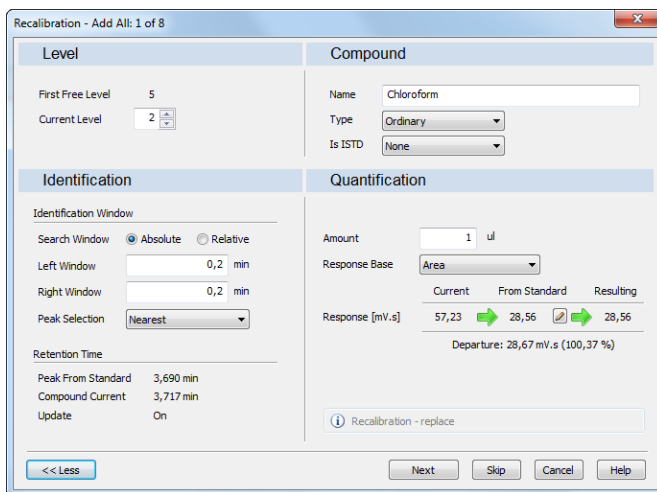 Recalibration - Add All: 1 of 8
Level
First Free Level 5
Current Level 2
Compound
Name Chloroform
Type Ordinary
Is ISTD None
Identification
Identification Window
Search Window Absolute Relative
Left Window 0,2 min
Right Window 0,2 min
Peak Selection Nearest
Retention Time
Peak From Standard 3,690 min
Compound Current 3,717 min
Update On
Quantification
Amount 1 ul
Response Base Area
Current From Standard Resulting
Response [mV.s] 57,23 28,56 28,56
Departure: 28,67 mV.s (100,37 %)
Recalibration - replace
<< Less Next Skip Cancel Help